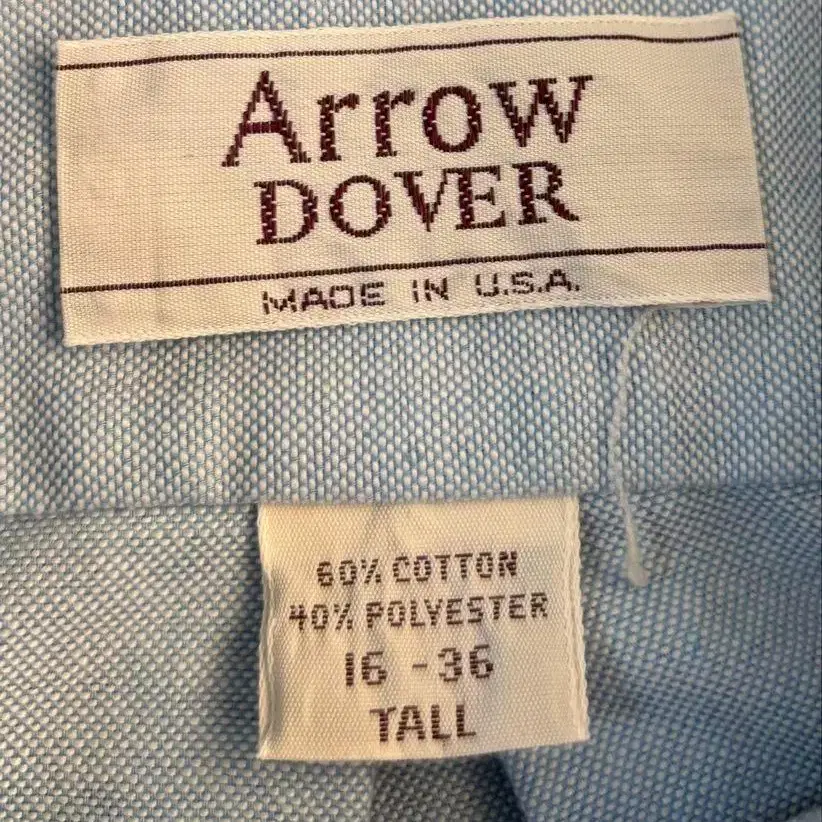 Arrow
DOVER
MADE IN U.S.A.
60% COTTON
40% POLYESTER
16 - 36
TALL